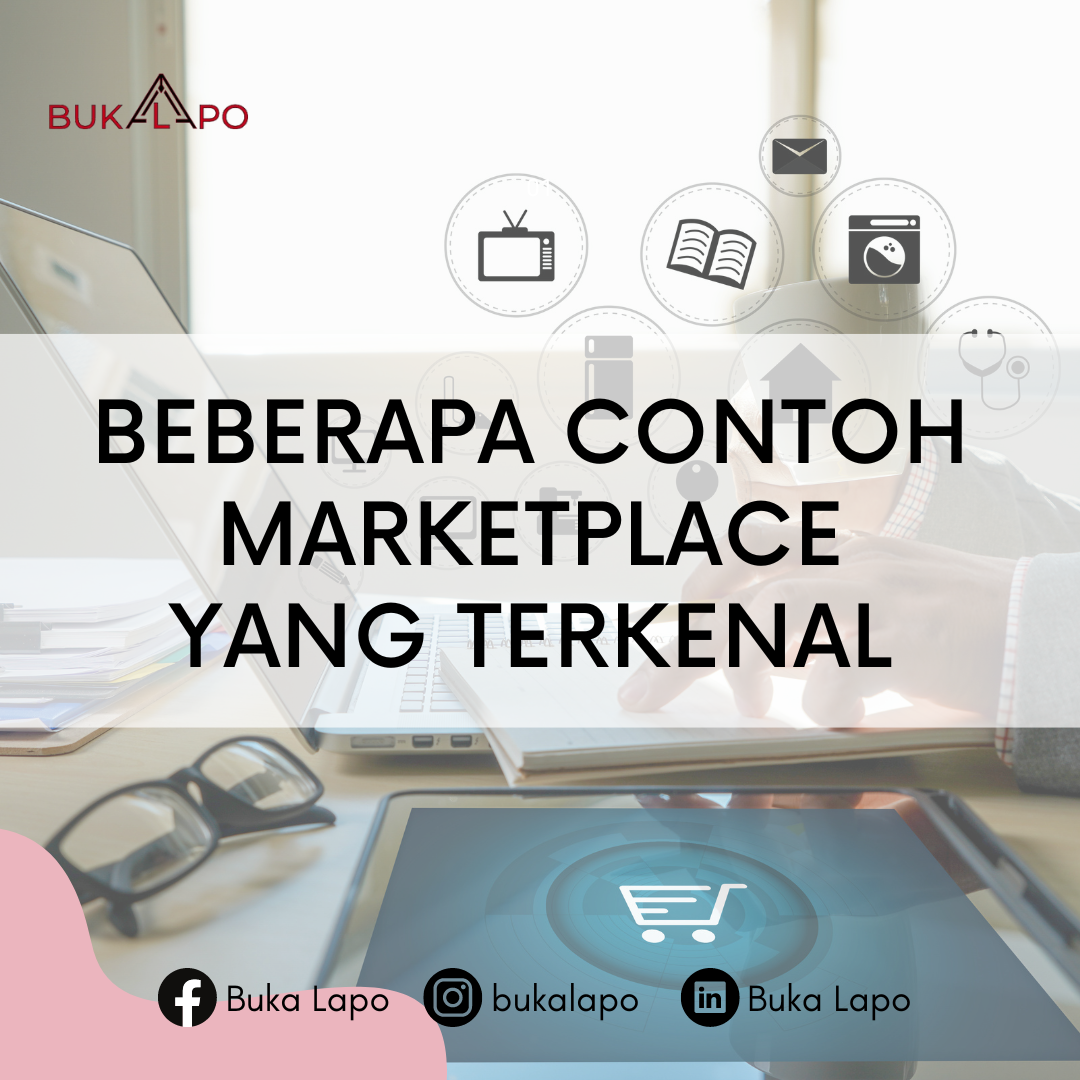 BUKALAPO
BEBERAPA CONTOH
MARKETPLACE
YANG TERKENAL
Buka Lapo
bukalapo
Buka Lapo